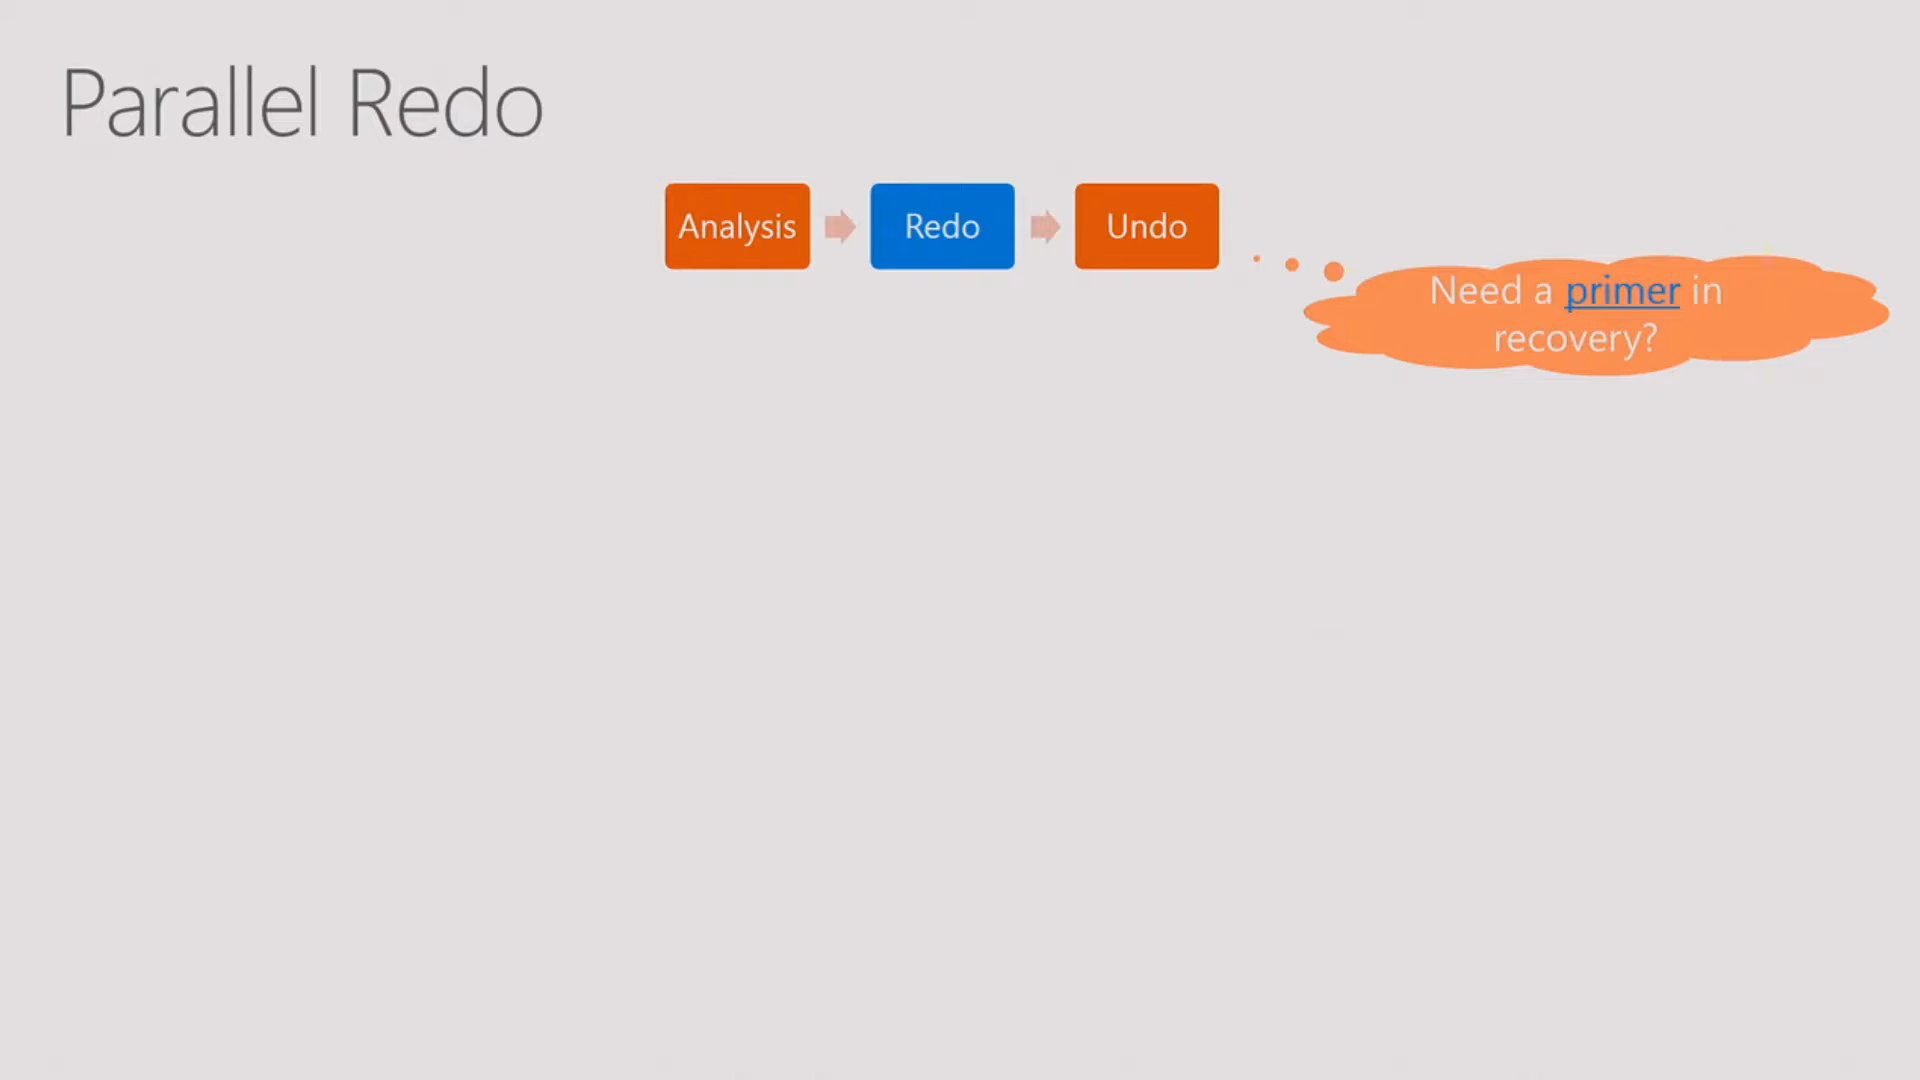 Parallel Redo
Analysis
Redo
Undo
Need a primer in
recovery?